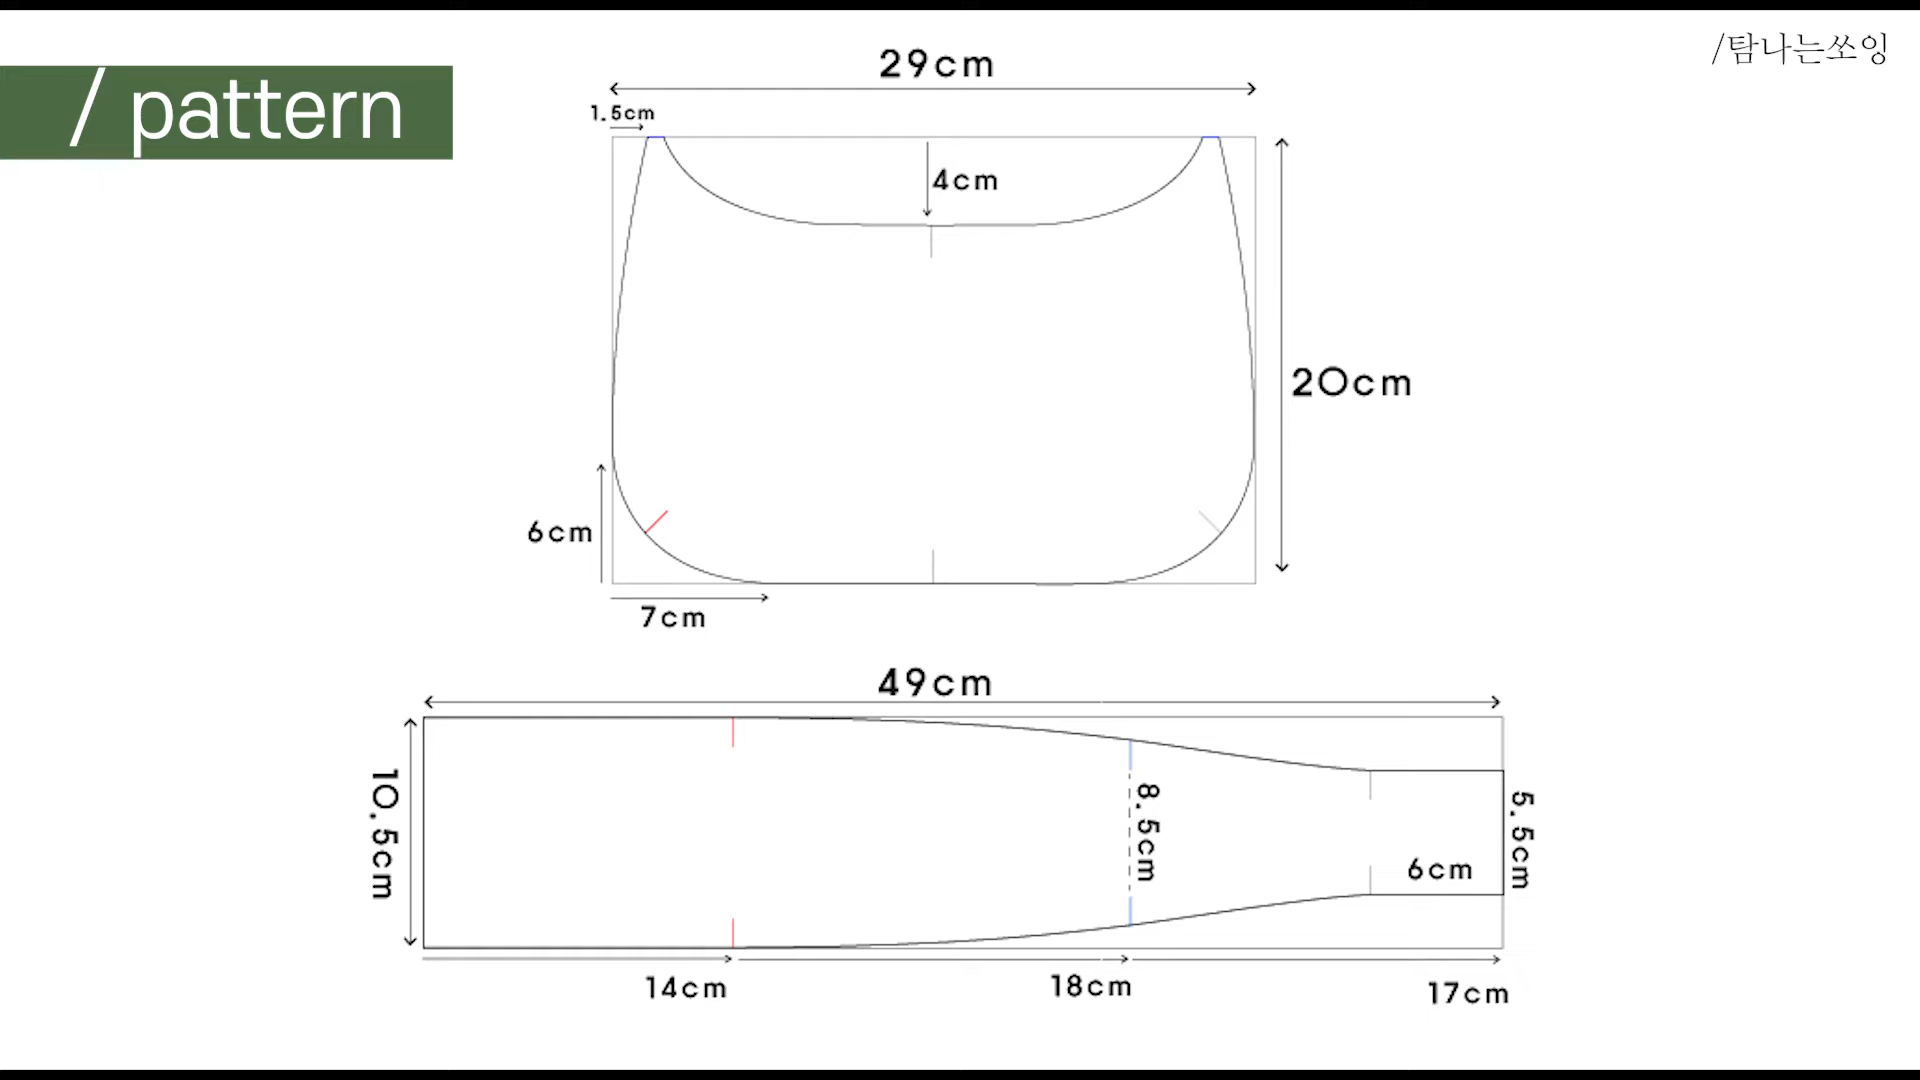 /탐나는쏘잉
/ pattern
29cm
1.5cm
4cm
20cm
6cm
7cm
49cm
10.5cm
8.5cm
5.5cm
6cm
14cm
18cm
17cm